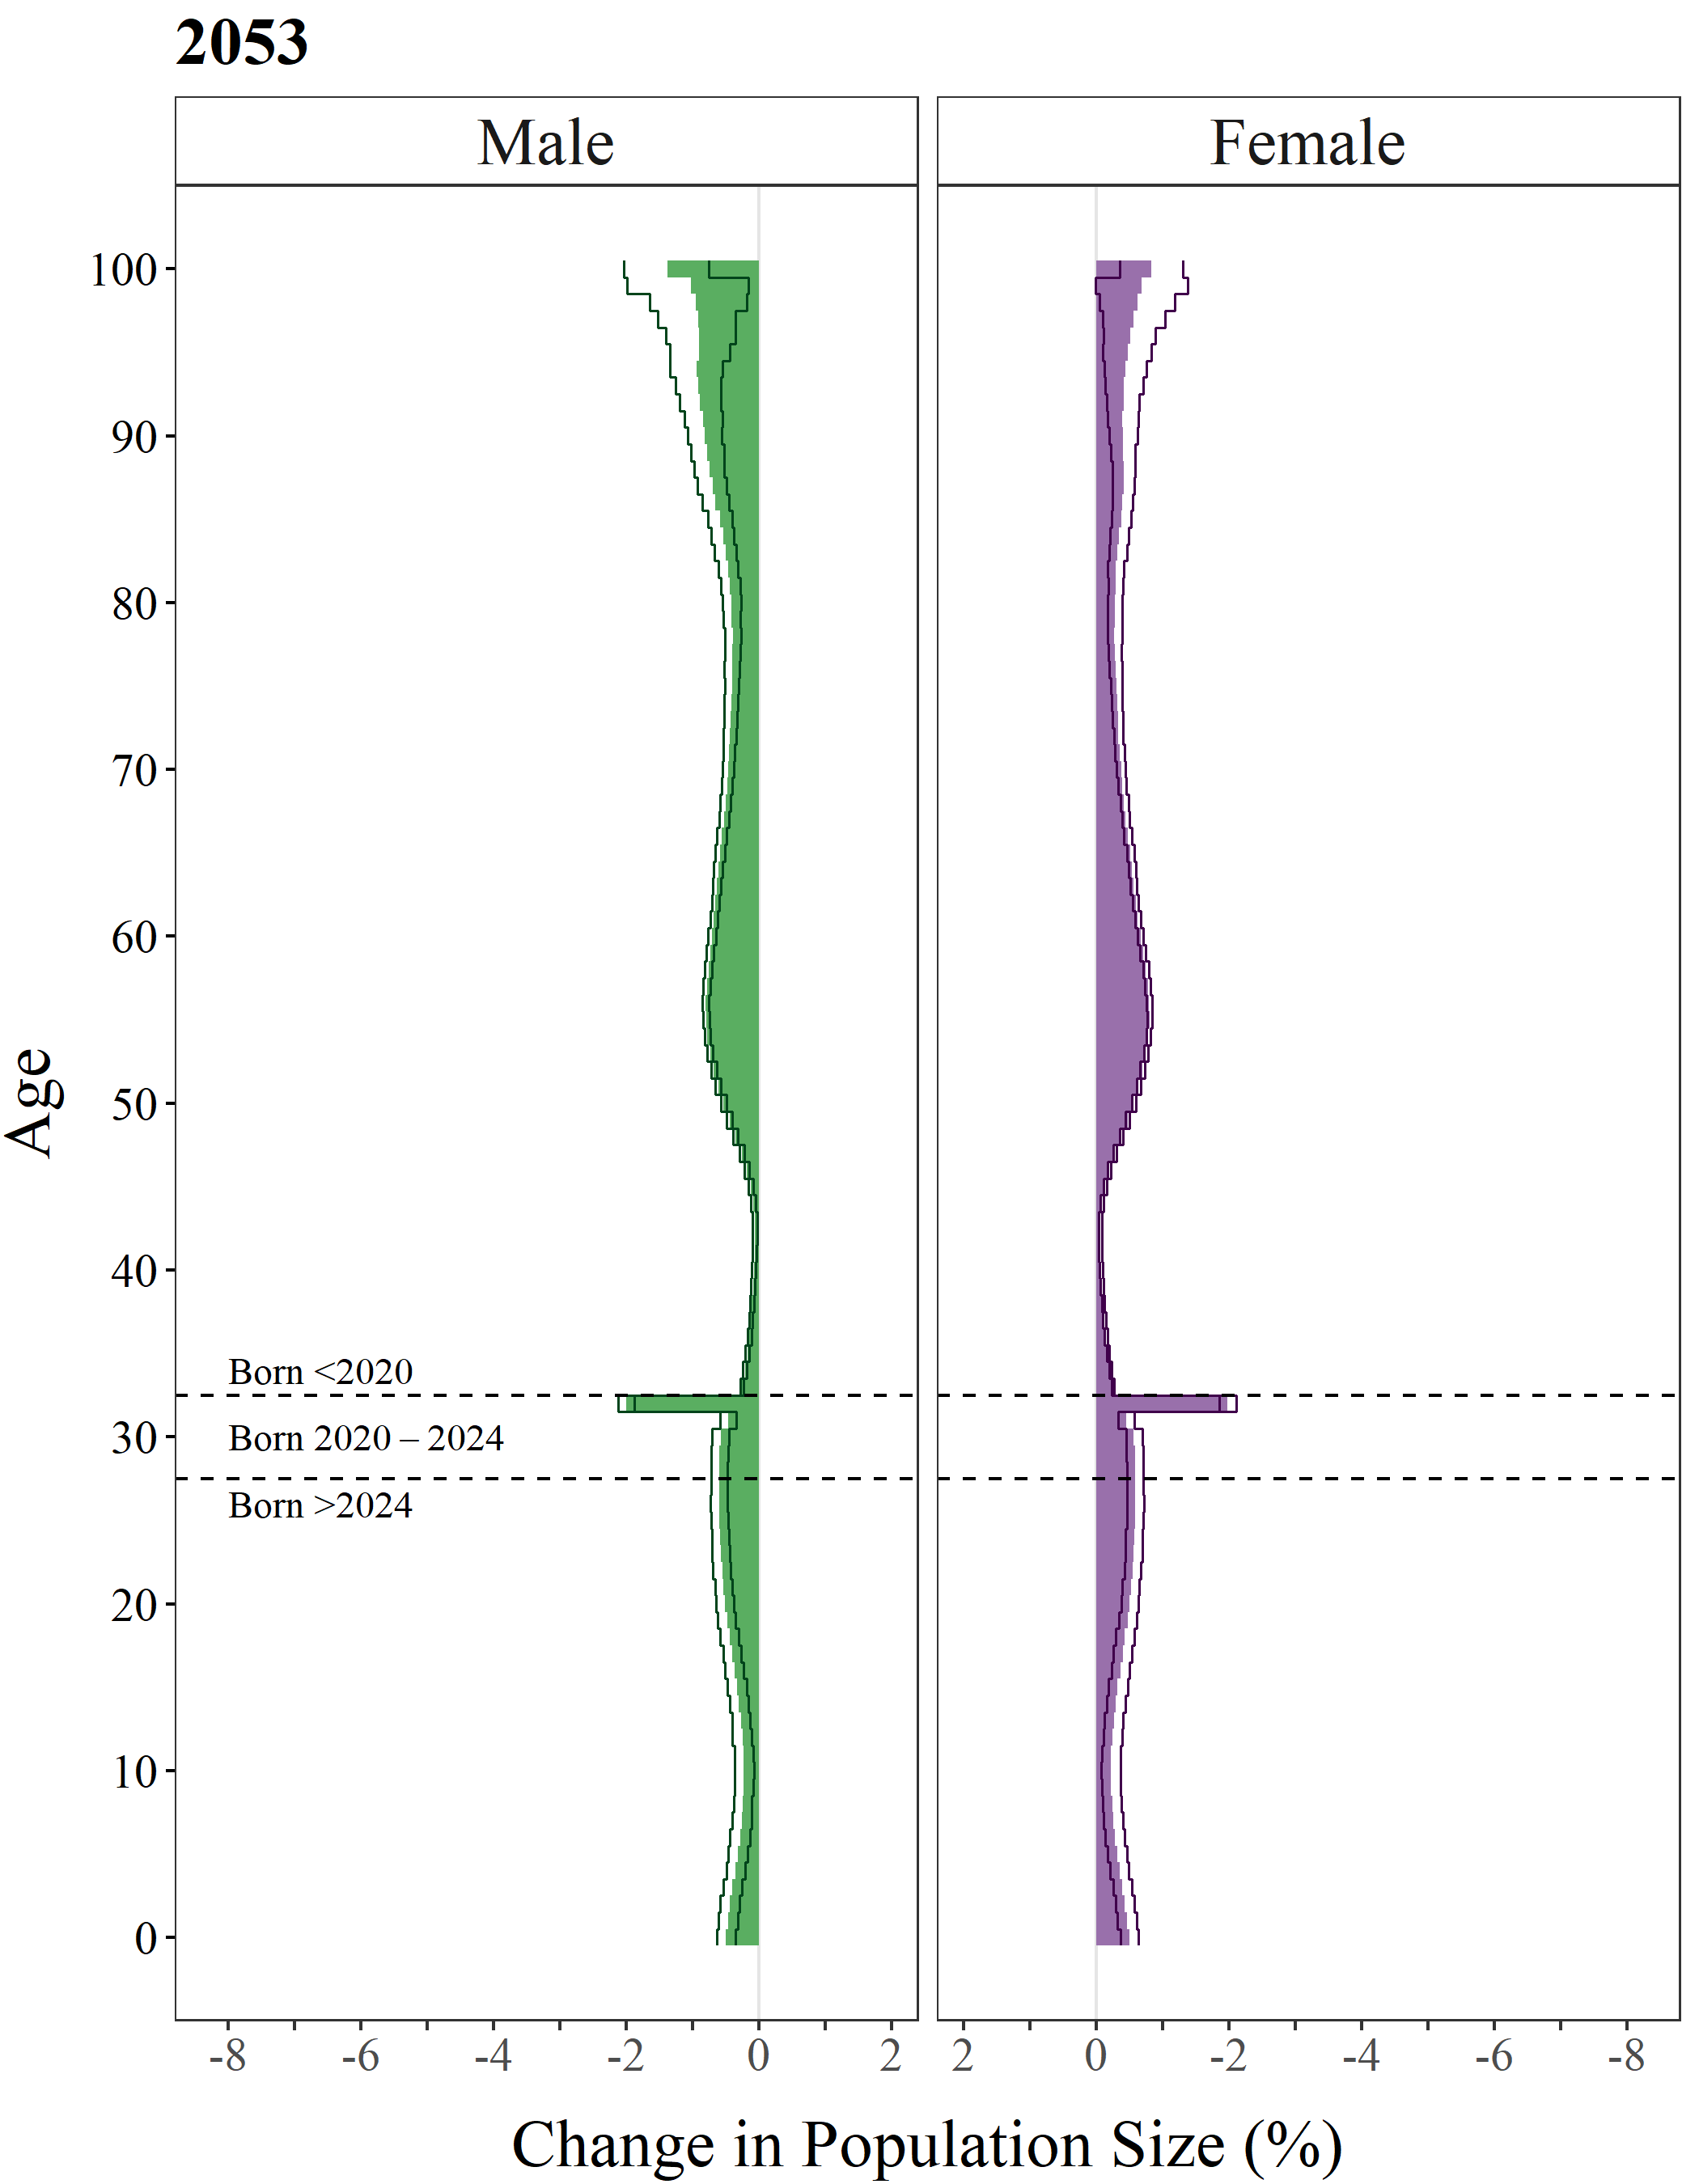 2053
Male Female
100
90
80
70
60
50
40
Born <2020
30
Born 2020 – 2024
Born >2024
20
10
0
Age
-8 -6 -4 -2 0 2 2 0 -2 -4 -6 -8
Change in Population Size (%)